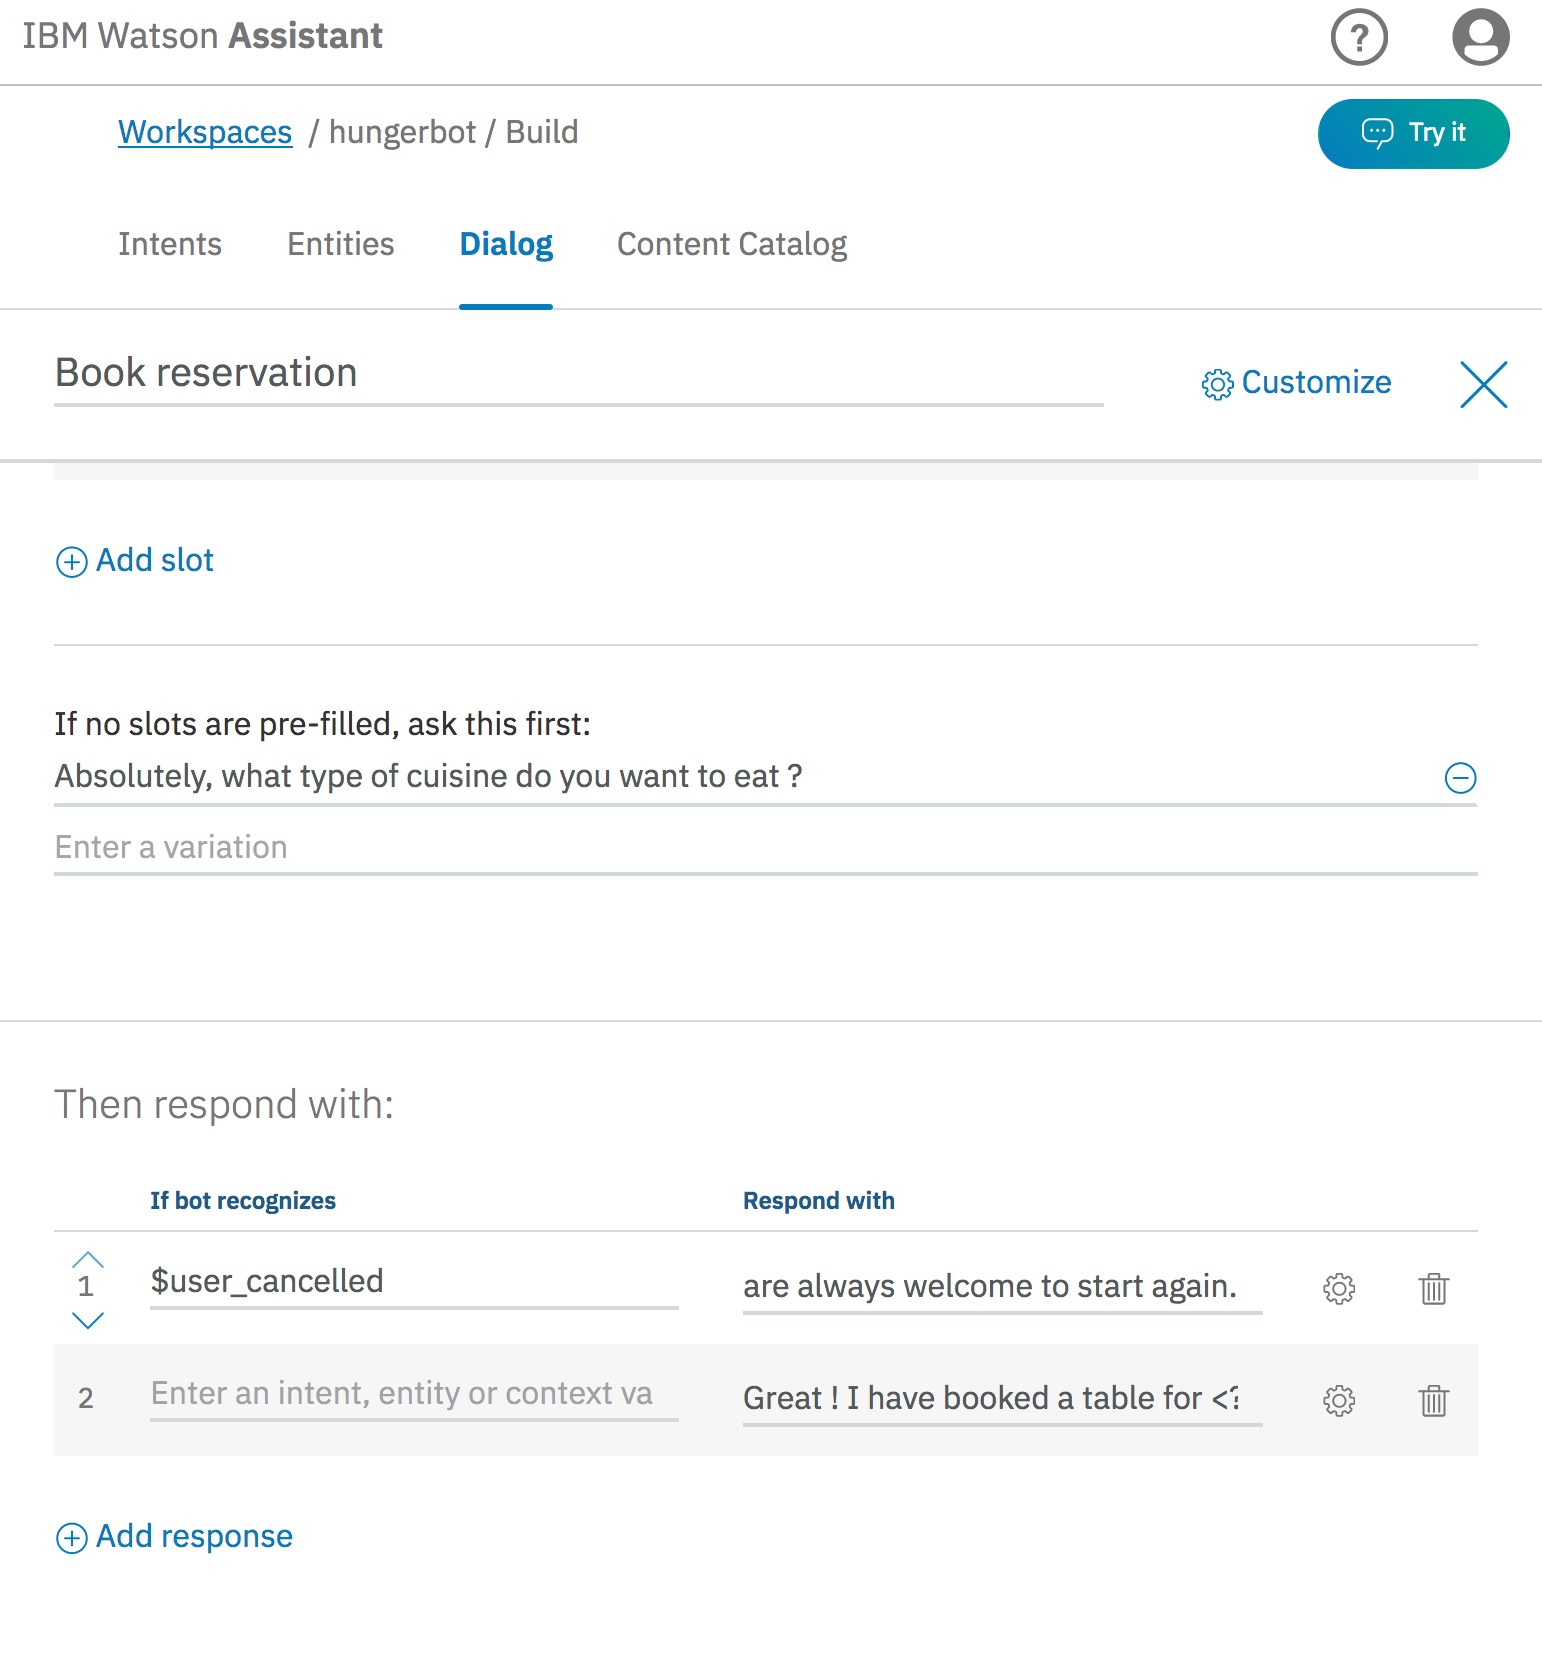 IBM Watson Assistant
Workspaces / hungerbot / Build
Try it
Intents Entities Dialog Content Catalog
Book reservation
Customize
Add slot
If no slots are pre-filled, ask this first:
Absolutely, what type of cuisine do you want to eat ?
Enter a variation
Then respond with:
If bot recognizes Respond with
1 $user_cancelled are always welcome to start again.
2 Enter an intent, entity or context va Great ! I have booked a table for <?
Add response